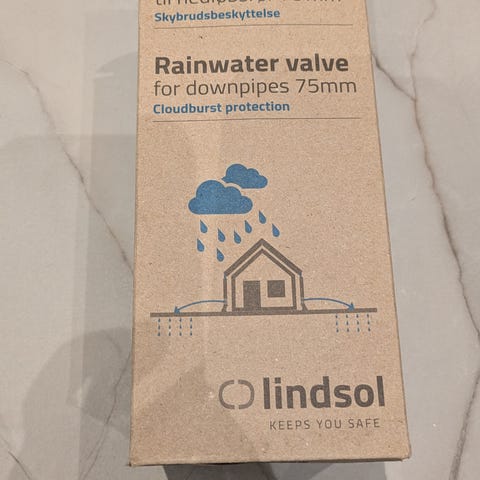 Skybrudsbeskyttelse
Rainwater valve
for downpipes 75mm
Cloudburst protection
lindsol
KEEPS YOU SAFE